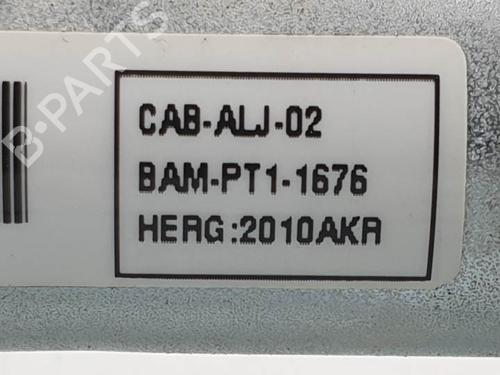 B-PARTS
CAB-ALJ-02
BAM-PT1-1676
HERG:2010AKR